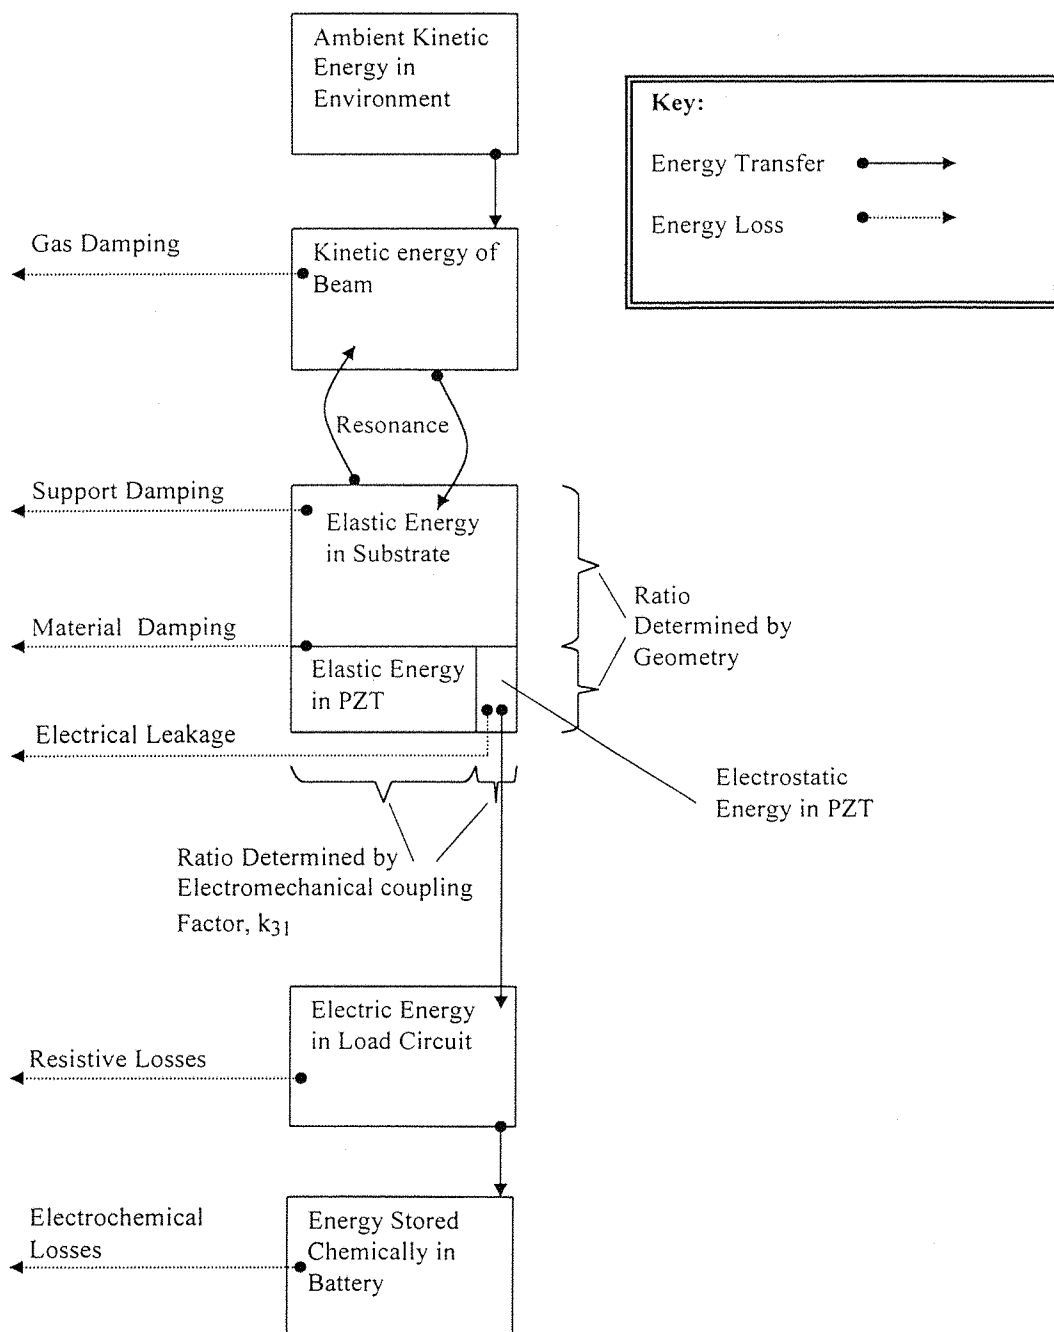 Ambient Kinetic
Energy in
Environment
Key:
Energy Transfer
Energy Loss
Gas Damping
Kinetic energy of
Beam
Resonance
Support Damping
Elastic Energy
in Substrate
Ratio
Determined by
Geometry
Material Damping
Elastic Energy
in PZT
Electrical Leakage
Electrostatic
Energy in PZT
Ratio Determined by
Electromechanical coupling
Factor, k31
Electric Energy
in Load Circuit
Resistive Losses
Electrochemical
Losses
Energy Stored
Chemically in
Battery